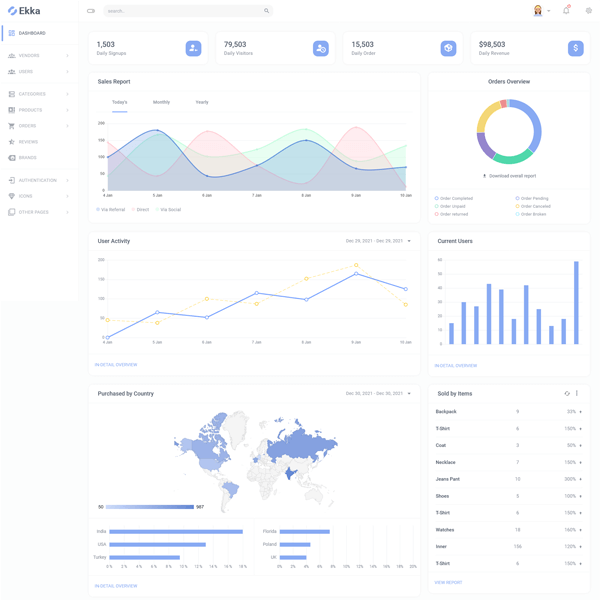 Ekka
search...
DASHBOARD
VENDORS
USERS
CATEGORIES
PRODUCTS
ORDERS
REVIEWS
BRANDS
AUTHENTICATION
ICONS
OTHER PAGES
1,503
Daily Signups
79,503
Daily Visitors
15,503
Daily Order
$98,503
Daily Revenue
Sales Report
Today's Monthly Yearly
200
150
100
50
0
4 Jan 5 Jan 6 Jan 7 Jan 8 Jan 9 Jan 10 Jan
Via Referral Direct Via Social
Orders Overview
Download overall report
Order Completed Order Pending
Order Unpaid Order Canceled
Order returned Order Broken
User Activity
Dec 29, 2021 - Dec 29, 2021
200
150
100
50
0
4 Jan 5 Jan 6 Jan 7 Jan 8 Jan 9 Jan 10 Jan
IN DETAIL OVERVIEW
Current Users
60
50
40
30
20
10
0
IN DETAIL OVERVIEW
Purchased by Country
Dec 30, 2021 - Dec 30, 2021
50 987
India
USA
Turkey
0 % 2 % 4 % 6 % 8 % 10 % 12 % 14 % 16 % 18 %
Florida
Poland
UK
0% 2% 4% 6% 8% 10% 12% 14% 16% 18% 20%
IN DETAIL OVERVIEW
Sold by Items
Backpack 9 33%
T-Shirt 6 150%
Coat 3 50%
Necklace 7 150%
Jeans Pant 10 300%
Shoes 5 100%
T-Shirt 6 150%
Watches 18 160%
Inner 156 120%
T-Shirt 6 150%
VIEW REPORT